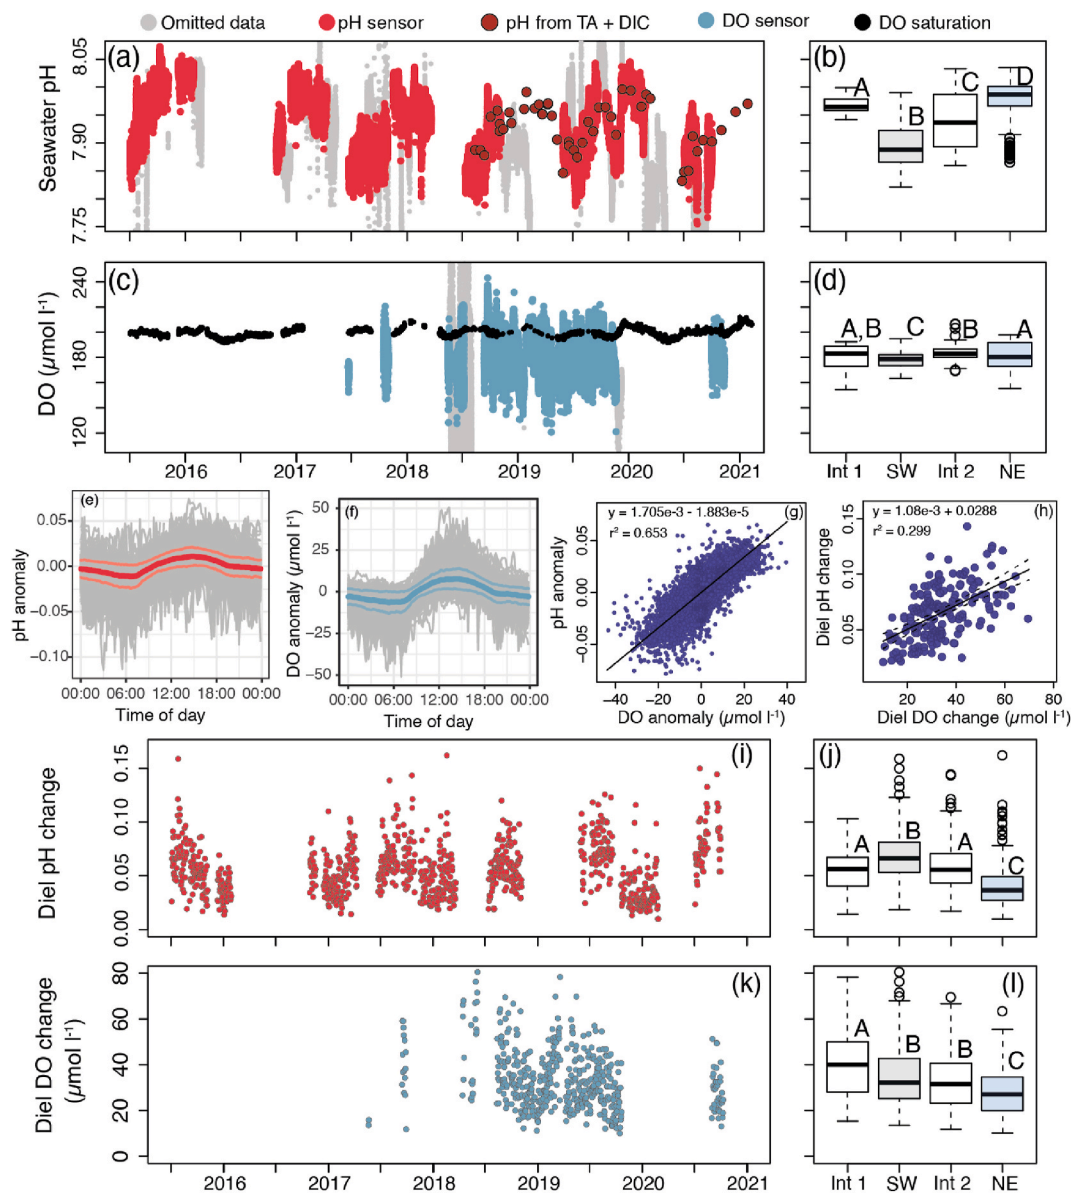 Omitted data pH sensor pH from TA + DIC DO sensor DO saturation
(a)
Seawater pH
8.05
7.90
7.75
(b)
A
B
C
D
(c)
DO (µmol l-1)
240
180
120
2016 2017 2018 2019 2020 2021
(d)
A,B C B A
Int 1 SW Int 2 NE
(e)
pH anomaly
0.05
0.00
−0.05
−0.10
00:00 06:00 12:00 18:00 00:00
Time of day
(f)
DO anomaly (µmol l-1)
50
25
0
−25
−50
00:00 06:00 12:00 18:00 00:00
Time of day
y = 1.705e-3 - 1.883e-5 (g)
r2 = 0.653
pH anomaly
0.05
0.00
−0.05
−40 −20 0 20 40
DO anomaly (µmol l-1)
y = 1.08e-3 + 0.0288
(h)
r2 = 0.299
Diel pH change
0.15
0.10
0.05
20 40 60 80
Diel DO change (µmol l-1)
(i)
Diel pH change
0.15
0.10
0.05
0.00
2016 2017 2018 2019 2020 2021
(j)
A B A C
(k)
Diel DO change
(µmol l-1)
80
60
40
20
0
2016 2017 2018 2019 2020 2021
(l)
A B B C
Int 1 SW Int 2 NE